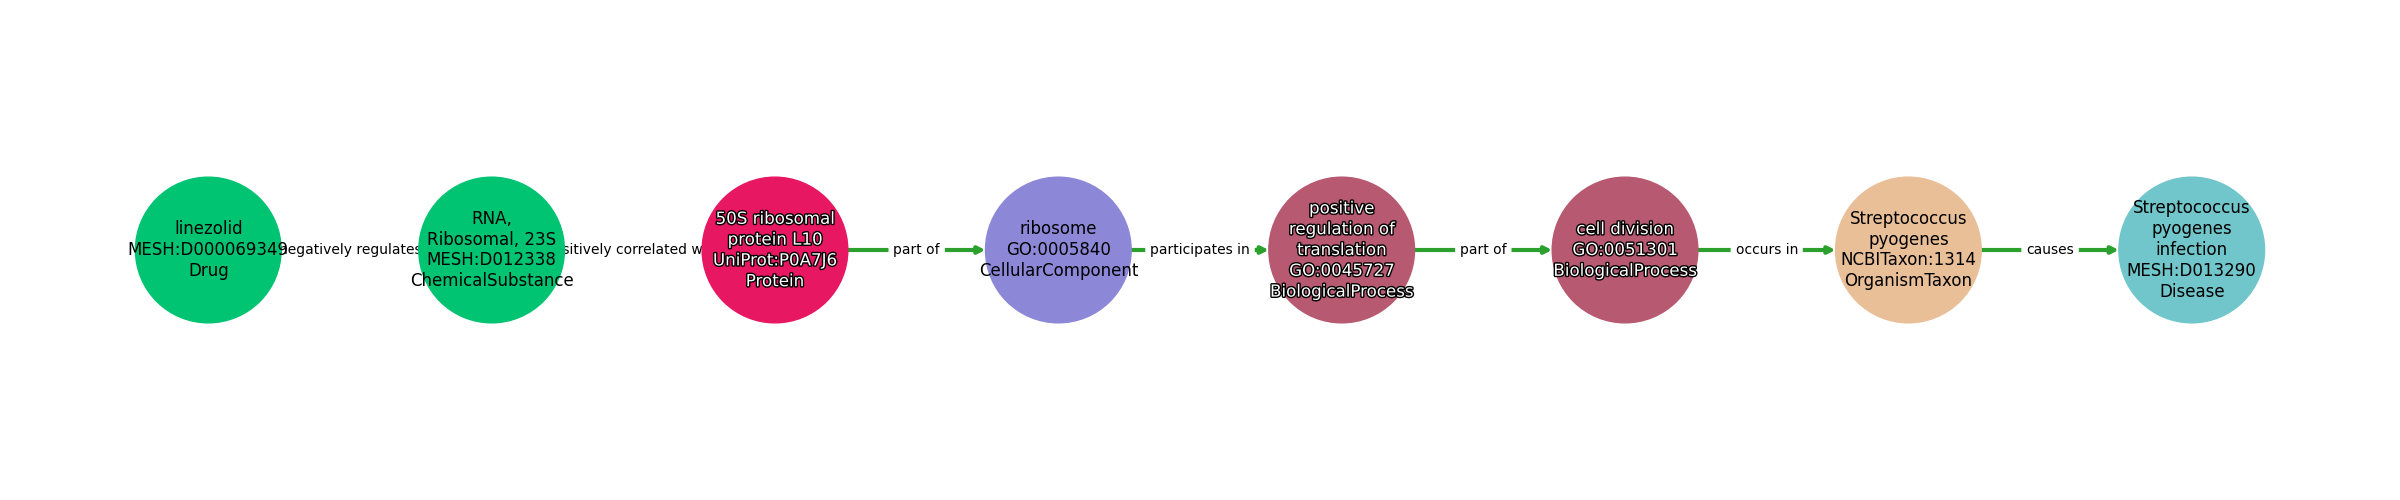 linezolid
MESH:D000069349
Drug
negatively regulates
RNA,
Ribosomal, 23S
MESH:D012338
ChemicalSubstance
correlated
50S ribosomal
protein L10
UniProt:P0A7J6
Protein
part of
ribosome
GO:0005840
CellularComponent
participates in
positive
regulation of
translation
GO:0045727
BiologicalProcess
part of
cell division
GO:0051301
BiologicalProcess
occurs in
Streptococcus
pyogenes
NCBITaxon:1314
OrganismTaxon
causes
Streptococcus
pyogenes
infection
MESH:D013290
Disease